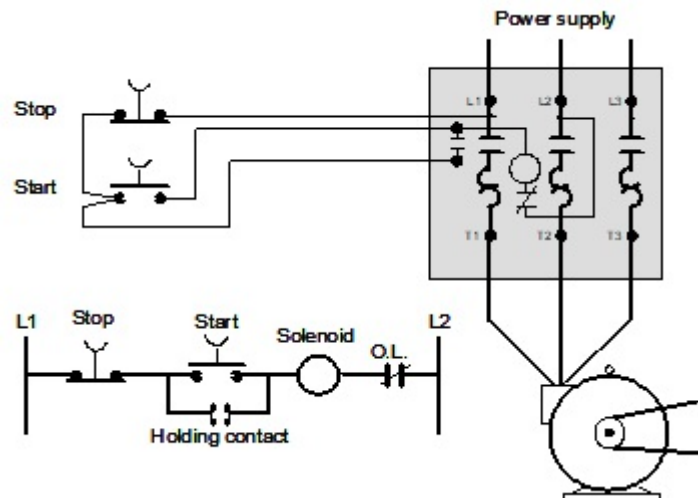 Power supply
L1 L2 L3
Stop
Start
T1 T2 T3
L1 Stop Start Solenoid O.L. L2
Holding contact